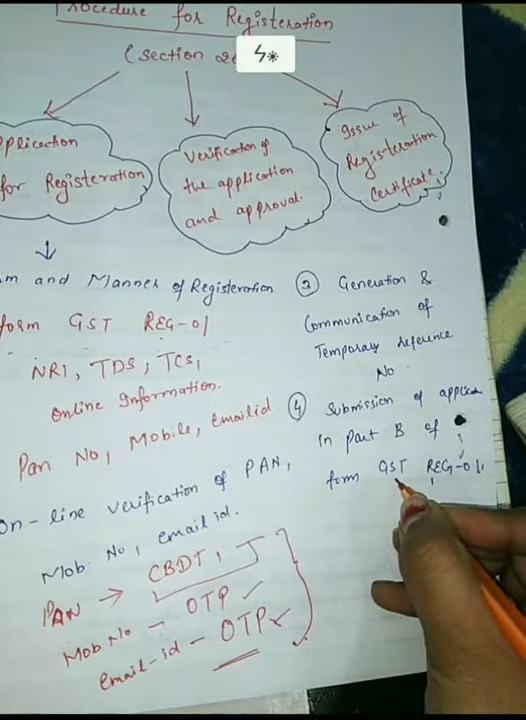 Procedure for Registeration
(section
Application for Registeration
Verification of
the application
and approval.
Issue of
Registeration
Certificate.
and Manner of Registeration
form GST REG-01
NRI, TDS, TCS,
online Information.
Pan No, Mobile, Emailid
On-line verification of PAN,
Mob. No, email id.
PAN → CBDT,
Mob No - OTP ✓
email-id - OTP ✓
③ Generation &
Communication of
Temporary reference
No.
④ Submission of
in part B of
form GST REG-01.